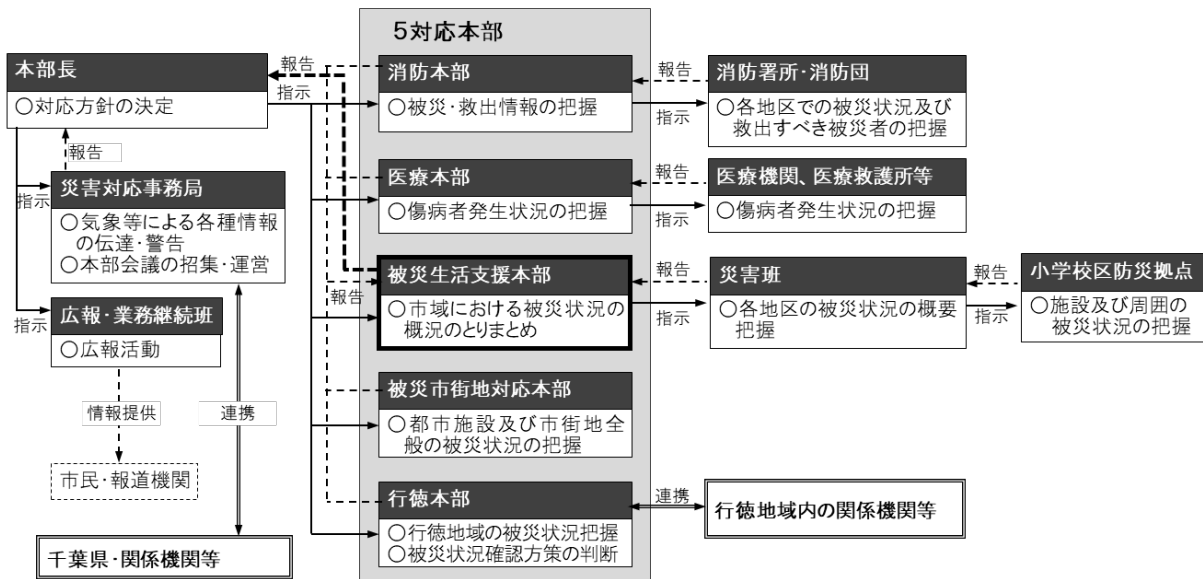 5対応本部
本部長
○対応方針の決定
報告
指示
報告
指示
災害対応事務局
○気象等による各種情報
の伝達・警告
○本部会議の招集・運営
指示
広報・業務継続班
○広報活動
情報提供
市民・報道機関
連携
千葉県・関係機関等
消防本部
○被災・救出情報の把握
報告
指示
消防署所・消防団
○各地区での被災状況及び
救出すべき被災者の把握
医療本部
○傷病者発生状況の把握
報告
指示
医療機関、医療救護所等
○傷病者発生状況の把握
報告
被災生活支援本部
○市域における被災状況の
概況のとりまとめ
報告
指示
災害班
○各地区の被災状況の概要
把握
報告
指示
小学校区防災拠点
○施設及び周囲の
被災状況の把握
被災市街地対応本部
○都市施設及び市街地全
般の被災状況の把握
行徳本部
○行徳地域の被災状況把握
○被災状況確認方策の判断
連携
行徳地域内の関係機関等